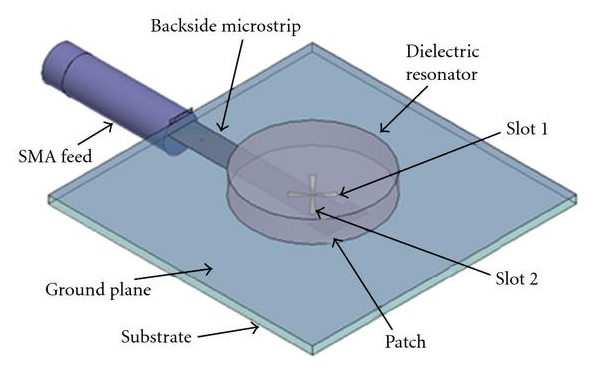 Backside microstrip
Dielectric
resonator
Slot 1
SMA feed
Slot 2
Ground plane
Substrate
Patch